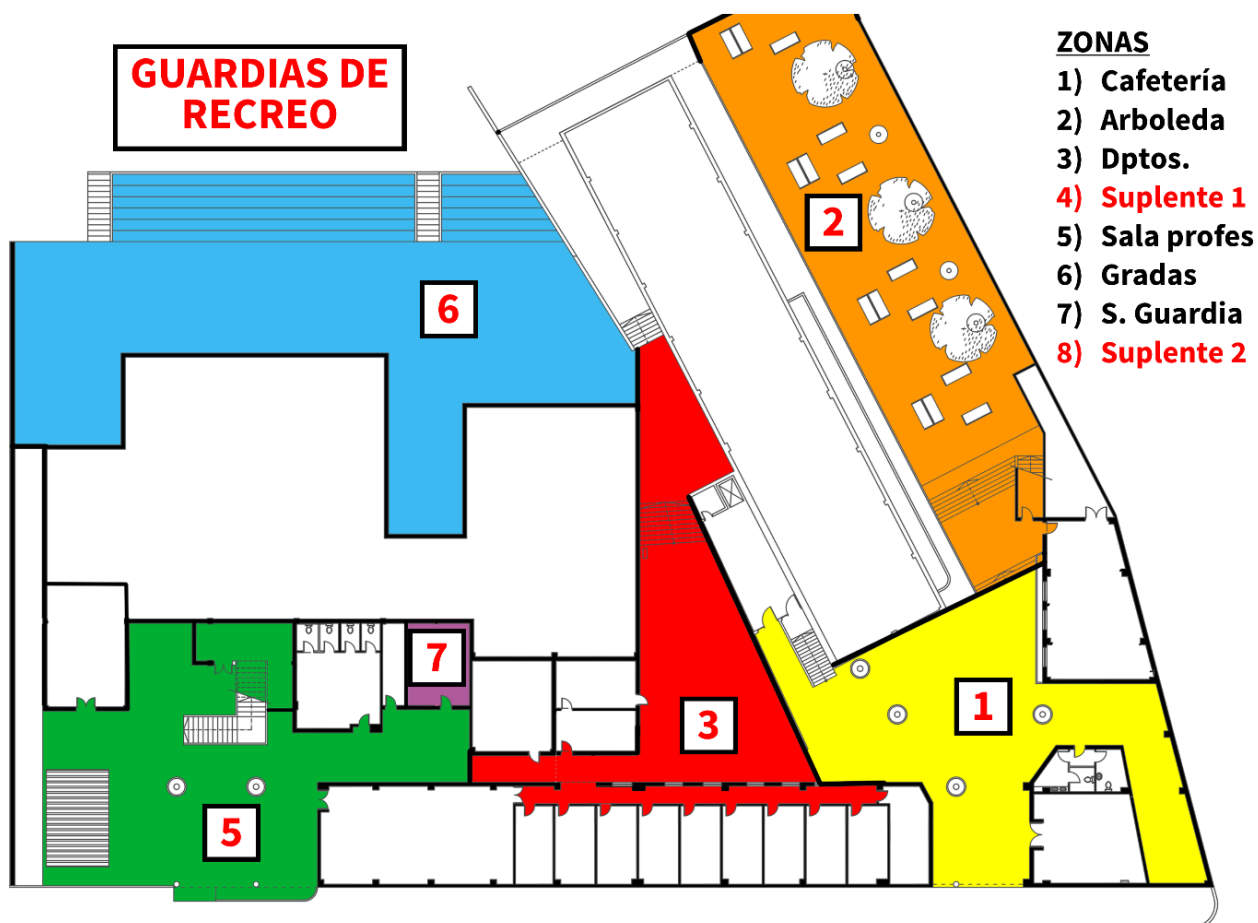 GUARDIAS DE
RECREO
ZONAS
1) Cafetería
2) Arboleda
3) Dptos.
4) Suplente 1
5) Sala profes
6) Gradas
7) S. Guardia
8) Suplente 2
2
6
7
3
1
5